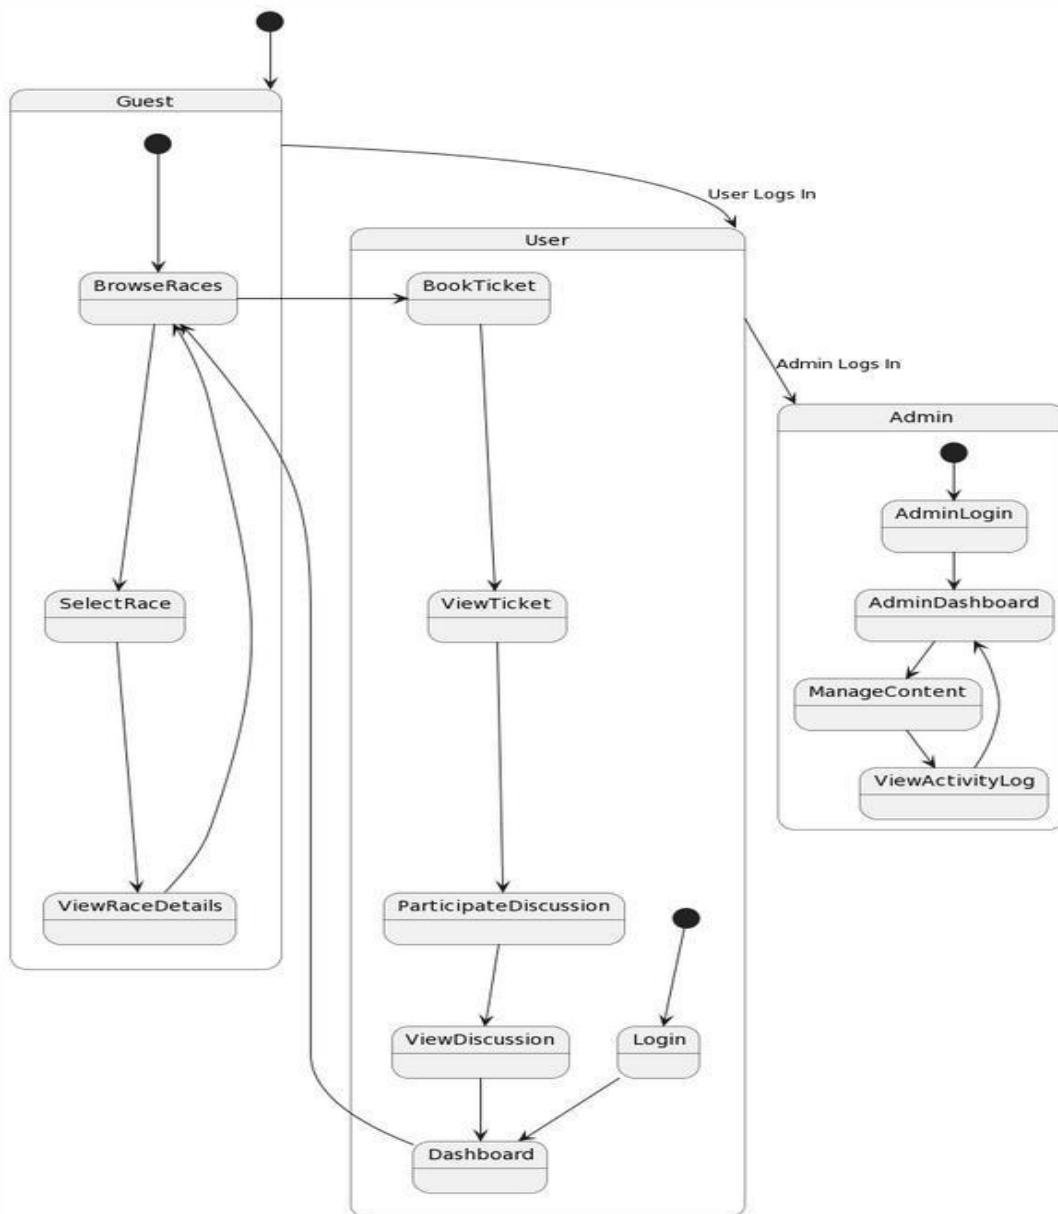 Guest
User Logs In
User
BrowseRaces
BookTicket
Admin Logs In
Admin
AdminLogin
SelectRace
ViewTicket
AdminDashboard
ManageContent
ViewActivityLog
ViewRaceDetails
ParticipateDiscussion
ViewDiscussion
Login
Dashboard